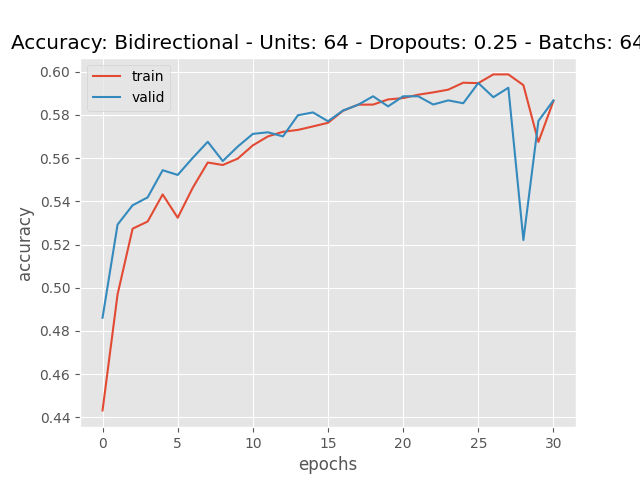 Accuracy: Bidirectional - Units: 64 - Dropouts: 0.25 - Batchs: 64
train
valid
0.60
0.58
0.56
0.54
0.52
0.50
0.48
0.46
0.44
accuracy
0 5 10 15 20 25 30
epochs